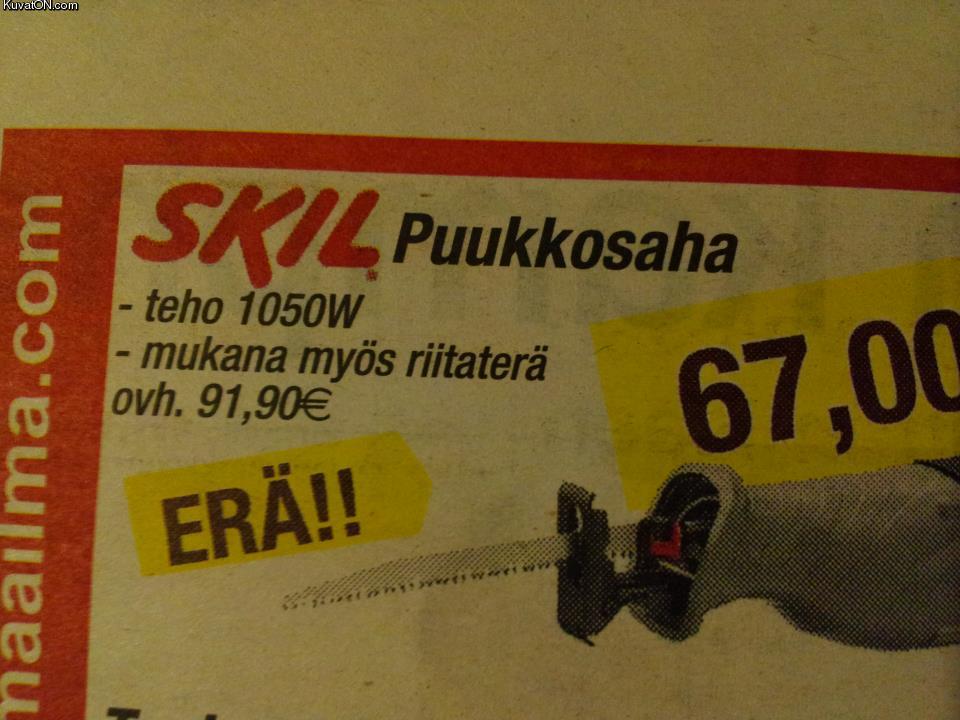 KuvatON.com
SKIL Puukkosaha
- teho 1050W
- mukana myös riitaterä
ovh. 91,90€
67,00
ERÄ!!
maailma.com